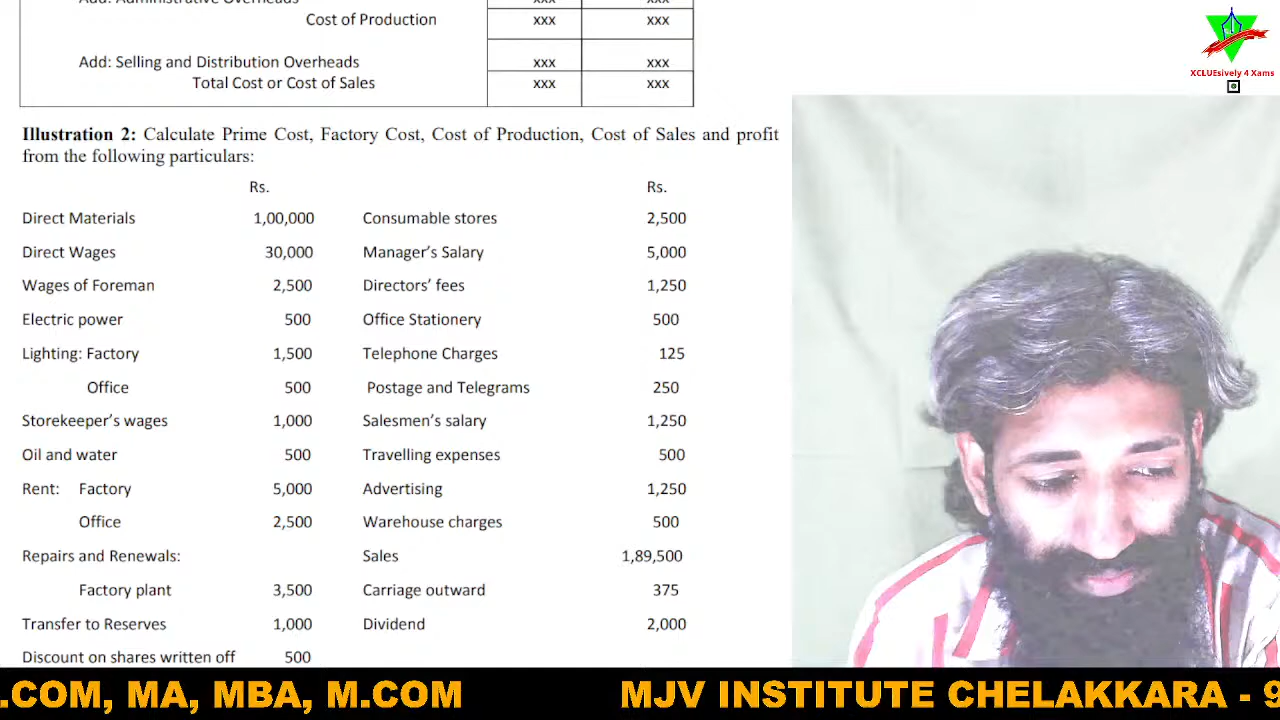 Add: Administrative Overheads xxx xxx
Cost of Production xxx xxx
Add: Selling and Distribution Overheads xxx xxx
Total Cost or Cost of Sales xxx xxx
XCLUEsively 4 Xams
Illustration 2: Calculate Prime Cost, Factory Cost, Cost of Production, Cost of Sales and profit
from the following particulars:
Rs. Rs.
Direct Materials 1,00,000 Consumable stores 2,500
Direct Wages 30,000 Manager’s Salary 5,000
Wages of Foreman 2,500 Directors’ fees 1,250
Electric power 500 Office Stationery 500
Lighting: Factory 1,500 Telephone Charges 125
Office 500 Postage and Telegrams 250
Storekeeper’s wages 1,000 Salesmen’s salary 1,250
Oil and water 500 Travelling expenses 500
Rent: Factory 5,000 Advertising 1,250
Office 2,500 Warehouse charges 500
Repairs and Renewals: Sales 1,89,500
Factory plant 3,500 Carriage outward 375
Transfer to Reserves 1,000 Dividend 2,000
Discount on shares written off 500
.COM, MA, MBA, M.COM MJV INSTITUTE CHELAKKARA - 9